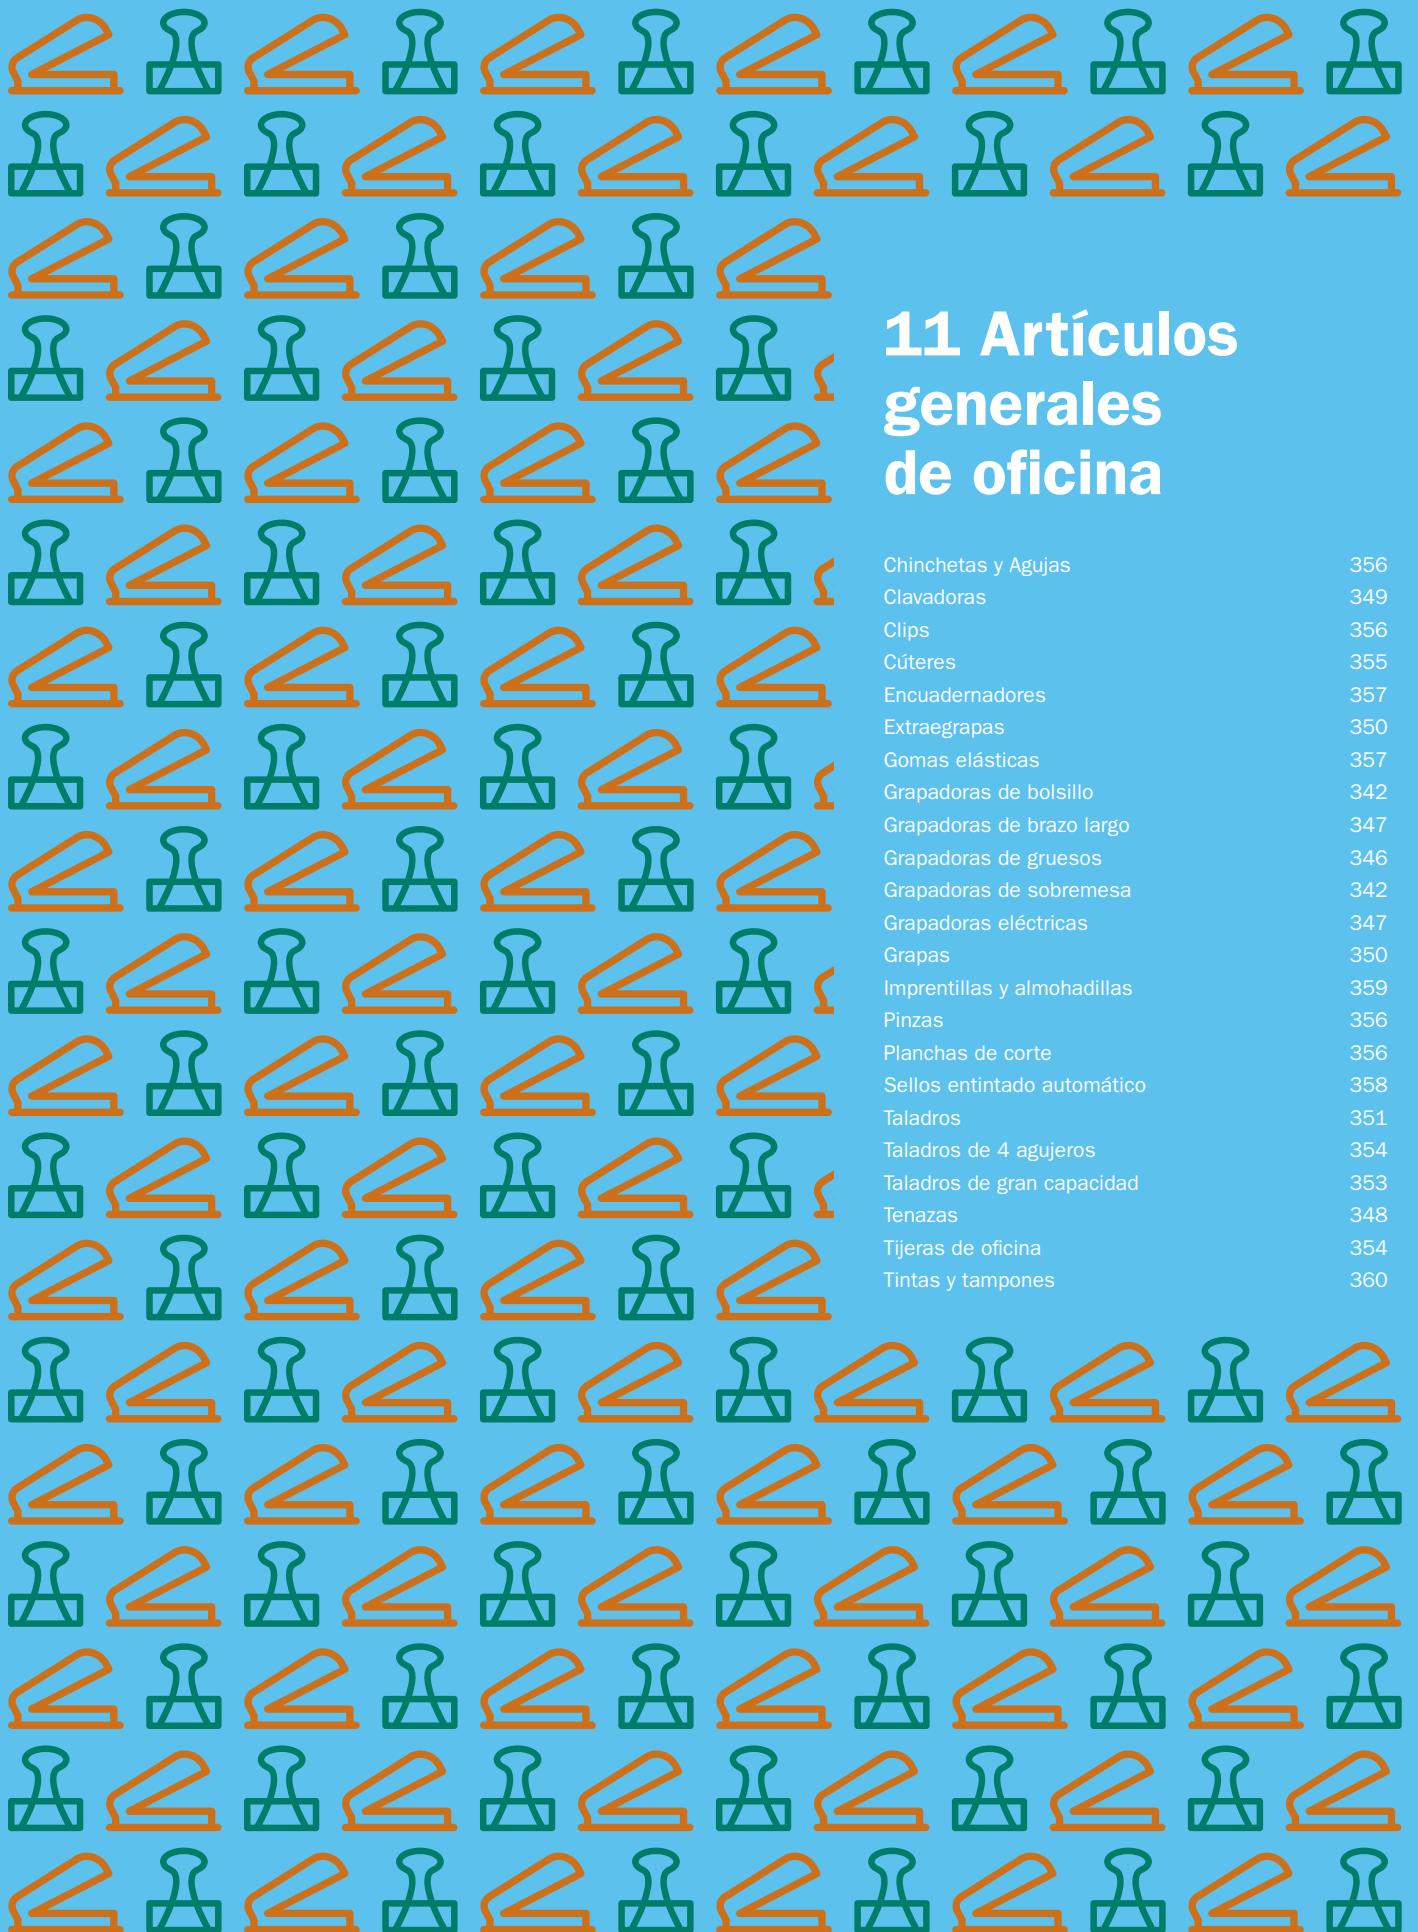 11 Artículos
generales
de oficina
Chinchetas y Agujas 356
Clavadoras 349
Clips 356
Cúteres 355
Encuadernadores 357
Extraegrapas 350
Gomas elásticas 357
Grapadoras de bolsillo 342
Grapadoras de brazo largo 347
Grapadoras de gruesos 346
Grapadoras de sobremesa 342
Grapadoras eléctricas 347
Grapas 350
Imprentillas y almohadillas 359
Pinzas 356
Planchas de corte 356
Sellos entintado automático 358
Taladros 351
Taladros de 4 agujeros 354
Taladros de gran capacidad 353
Tenazas 348
Tijeras de oficina 354
Tintas y tampones 360